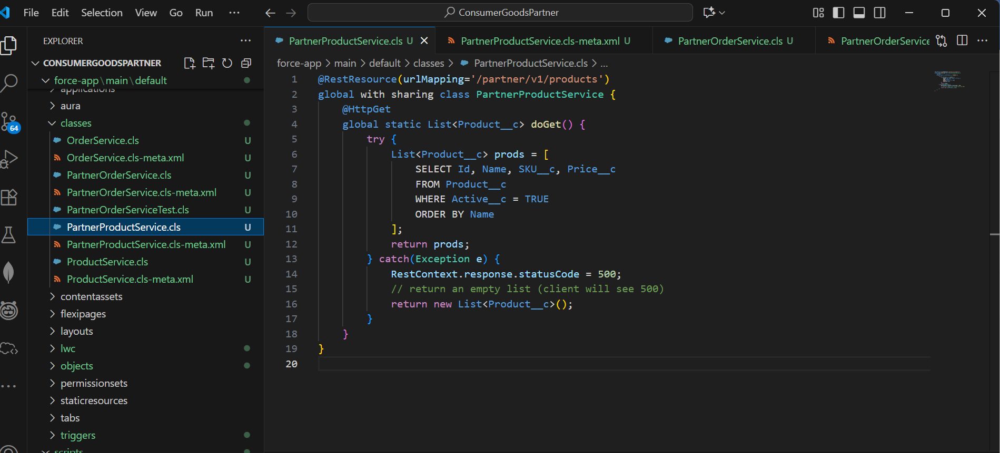 File Edit Selection View Go Run ···
ConsumerGoodsPartner
EXPLORER
CONSUMERGOODSPARTNER
force-app\main\default
applications
aura
classes
OrderService.cls U
OrderService.cls-meta.xml U
PartnerOrderService.cls U
PartnerOrderService.cls-meta.xml U
PartnerOrderServiceTest.cls U
PartnerProductService.cls U
PartnerProductService.cls-meta.xml U
ProductService.cls U
ProductService.cls-meta.xml U
contentassets
flexipages
layouts
lwc
objects
permissionsets
staticresources
tabs
triggers
scripts
64
PartnerProductService.cls U
PartnerProductService.cls-meta.xml U
PartnerOrderService.cls U
PartnerOrderService
force-app > main > default > classes > PartnerProductService.cls > ...
1 @RestResource(urlMapping='/partner/v1/products')
2 global with sharing class PartnerProductService {
3 @HttpGet
4 global static List<Product__c> doGet() {
5 try {
6 List<Product__c> prods = [
7 SELECT Id, Name, SKU__c, Price__c
8 FROM Product__c
9 WHERE Active__c = TRUE
10 ORDER BY Name
11 ];
12 return prods;
13 } catch(Exception e) {
14 RestContext.response.statusCode = 500;
15 // return an empty list (client will see 500)
16 return new List<Product__c>();
17 }
18 }
19 }
20